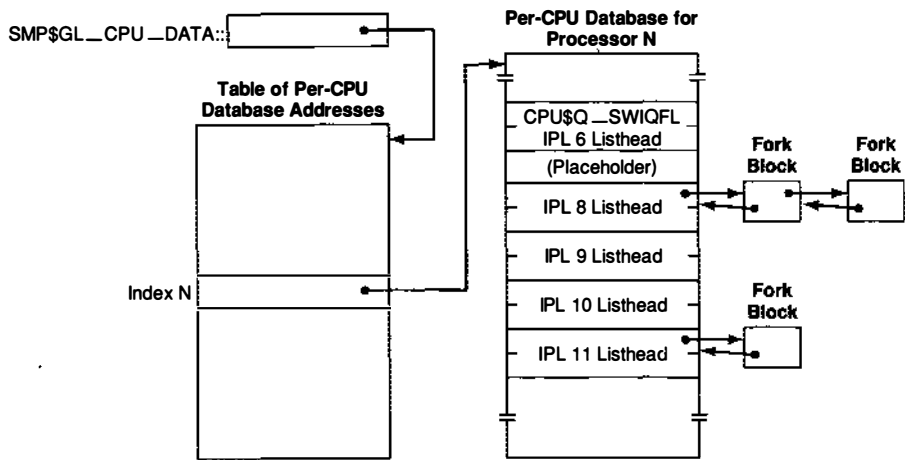 SMP$GL_CPU_DATA::
Per-CPU Database for
Processor N
Table of Per-CPU
Database Addresses
CPU$Q_SWIQFL
IPL 6 Listhead
(Placeholder)
IPL 8 Listhead
Fork
Block
Fork
Block
IPL 9 Listhead
Index N
IPL 10 Listhead
IPL 11 Listhead
Fork
Block